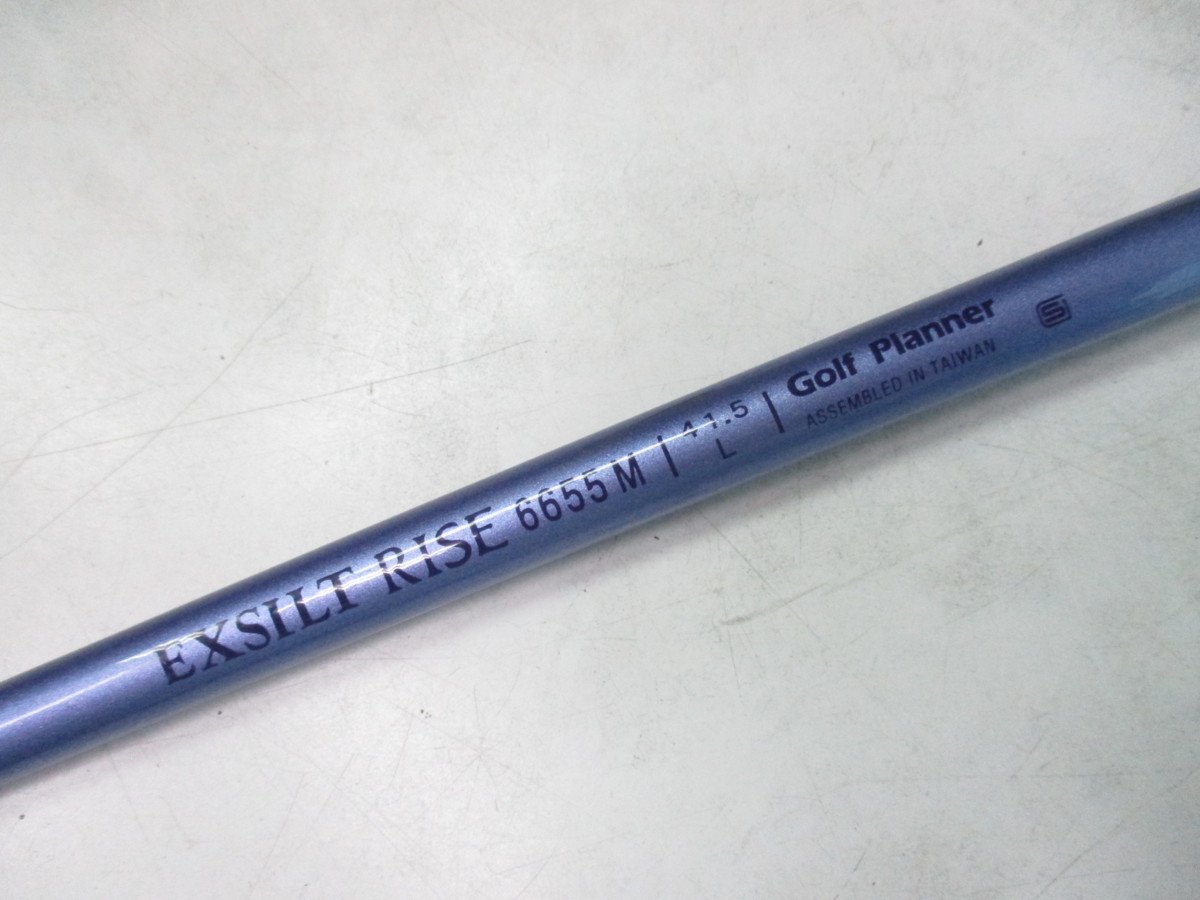 EXSILT RISE 6655 M | 41.5
L
| Golf Planner
ASSEMBLED IN TAIWAN
S